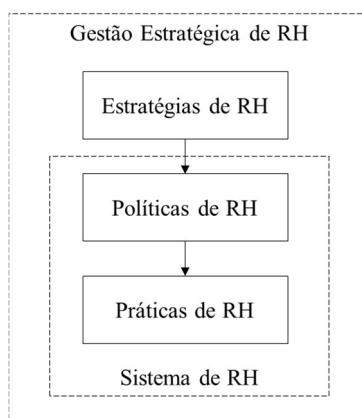 Gestão Estratégica de RH
Estratégias de RH
Políticas de RH
Práticas de RH
Sistema de RH